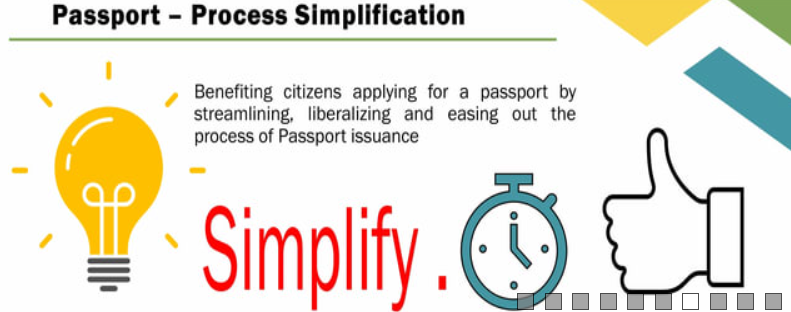 Passport – Process Simplification
Benefiting citizens applying for a passport by
streamlining, liberalizing and easing out the
process of Passport issuance
Simplify .